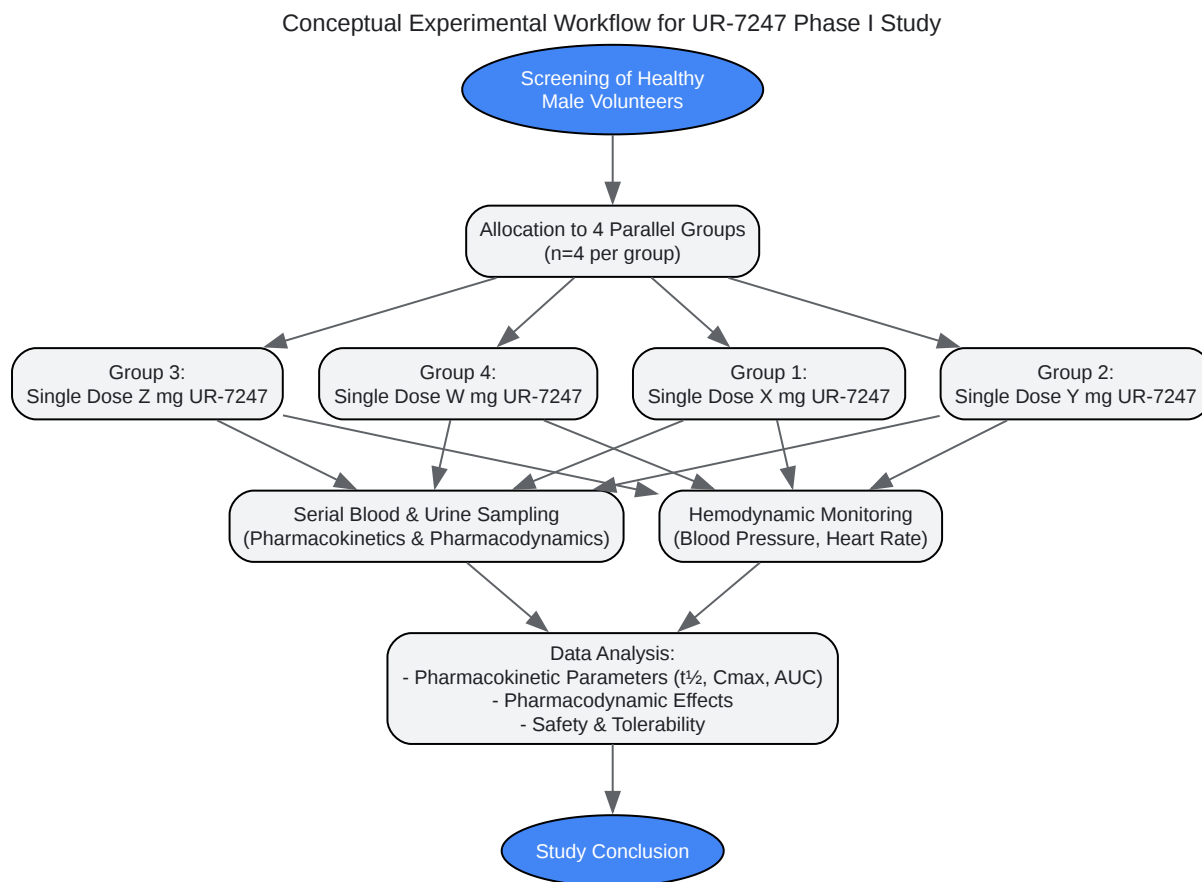 Conceptual Experimental Workflow for UR-7247 Phase I Study
Screening of Healthy
Male Volunteers
Allocation to 4 Parallel Groups
(n=4 per group)
Group 3:
Single Dose Z mg UR-7247
Group 4:
Single Dose W mg UR-7247
Group 1:
Single Dose X mg UR-7247
Group 2:
Single Dose Y mg UR-7247
Serial Blood & Urine Sampling
(Pharmacokinetics & Pharmacodynamics)
Hemodynamic Monitoring
(Blood Pressure, Heart Rate)
Data Analysis:
- Pharmacokinetic Parameters (t½, Cmax, AUC)
- Pharmacodynamic Effects
- Safety & Tolerability
Study Conclusion